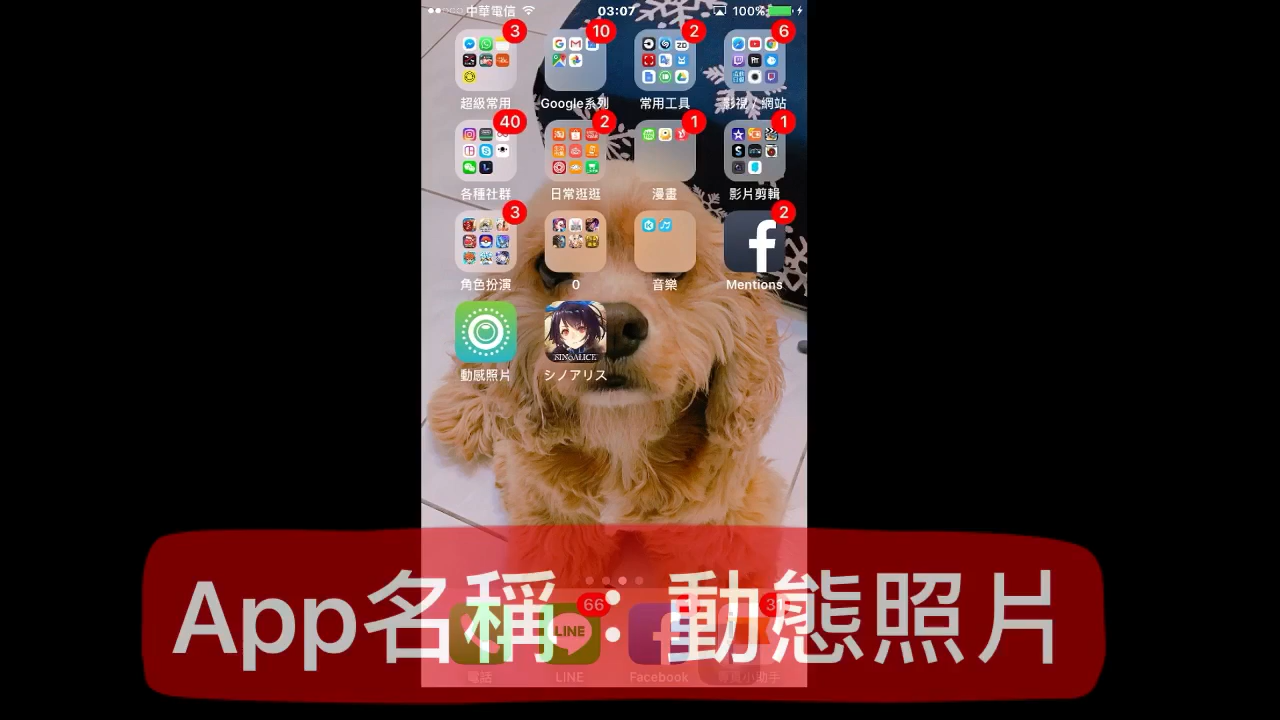 中華電信 03:07 100%
3 10 2 6
超級常用 Google系列 常用工具 影視 / 網站
40 2 1 1
各種社群 日常逛逛 漫畫 影片剪輯
3 2
角色扮演 0 音樂 Mentions
SINoALICE
動感照片 シノアリス
App名稱：動態照片
66 31
LINE
電話 LINE Facebook